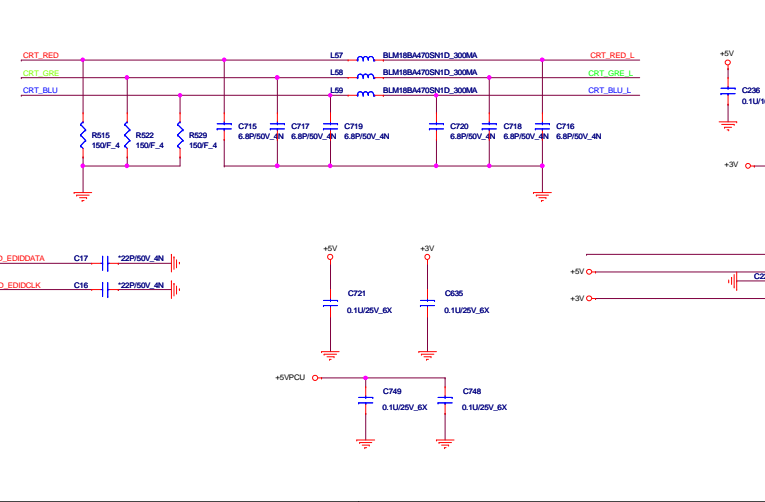 CRT_RED L57 BLM18BA470SN1D_300MA CRT_RED_L
+5V
CRT_GRE L58 BLM18BA470SN1D_300MA CRT_GRE_L
CRT_BLU L59 BLM18BA470SN1D_300MA CRT_BLU_L
C236
0.1U/1
R515 R522 R529 C715 C717 C719 C720 C718 C716
150/F_4 150/F_4 150/F_4 6.8P/50V_4N 6.8P/50V_4N 6.8P/50V_4N 6.8P/50V_4N 6.8P/50V_4N 6.8P/50V_4N
+3V
+5V +3V
D_EDIDDATA C17 *22P/50V_4N
+5V
D_EDIDCLK C16 *22P/50V_4N
C721 C635
+3V
0.1U/25V_6X 0.1U/25V_6X
+5VPCU
C749 C748
0.1U/25V_6X 0.1U/25V_6X